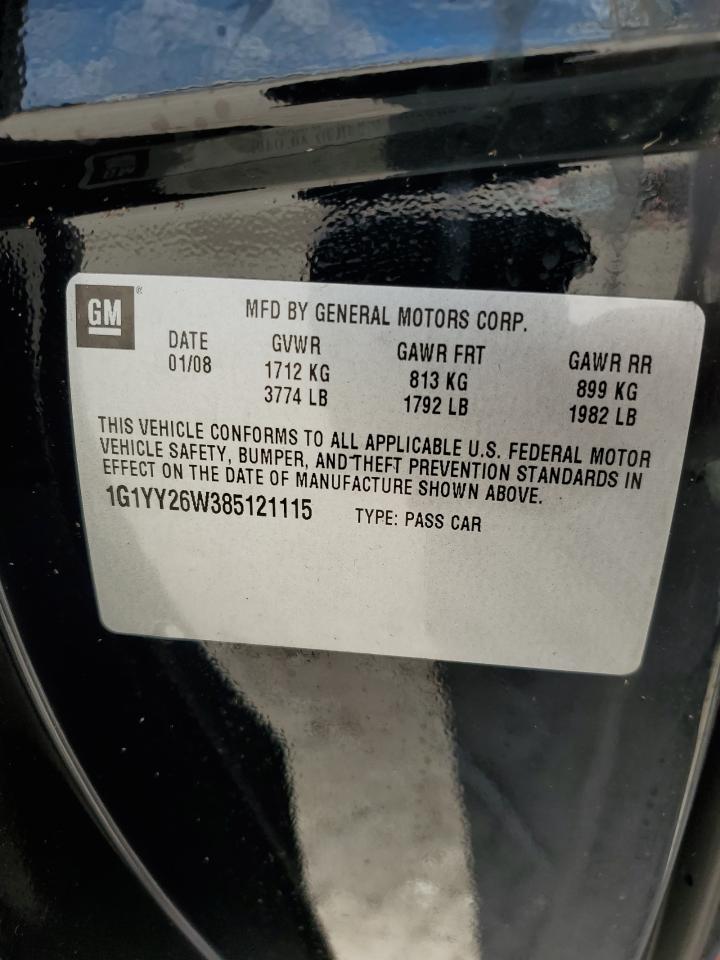 GM®
MFD BY GENERAL MOTORS CORP.
DATE GVWR GAWR FRT GAWR RR
01/08 1712 KG 813 KG 899 KG
3774 LB 1792 LB 1982 LB
THIS VEHICLE CONFORMS TO ALL APPLICABLE U.S. FEDERAL MOTOR
VEHICLE SAFETY, BUMPER, AND THEFT PREVENTION STANDARDS IN
EFFECT ON THE DATE OF MANUFACTURE SHOWN ABOVE.
1G1YY26W385121115 TYPE: PASS CAR